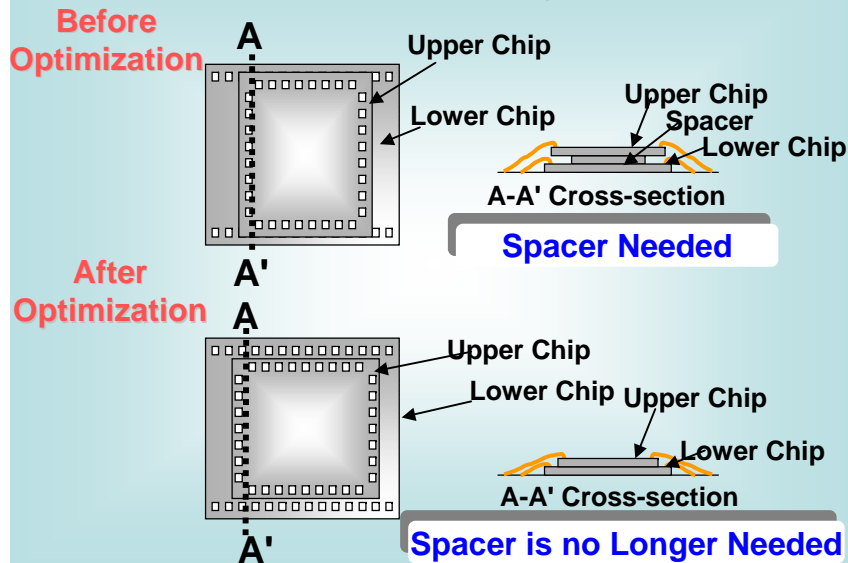 Before
Optimization
A
Upper Chip
Lower Chip
A'
Upper Chip
Spacer
Lower Chip
A-A' Cross-section
Spacer Needed
After
Optimization
A
Upper Chip
Lower Chip
A'
Upper Chip
Lower Chip
A-A' Cross-section
Spacer is no Longer Needed